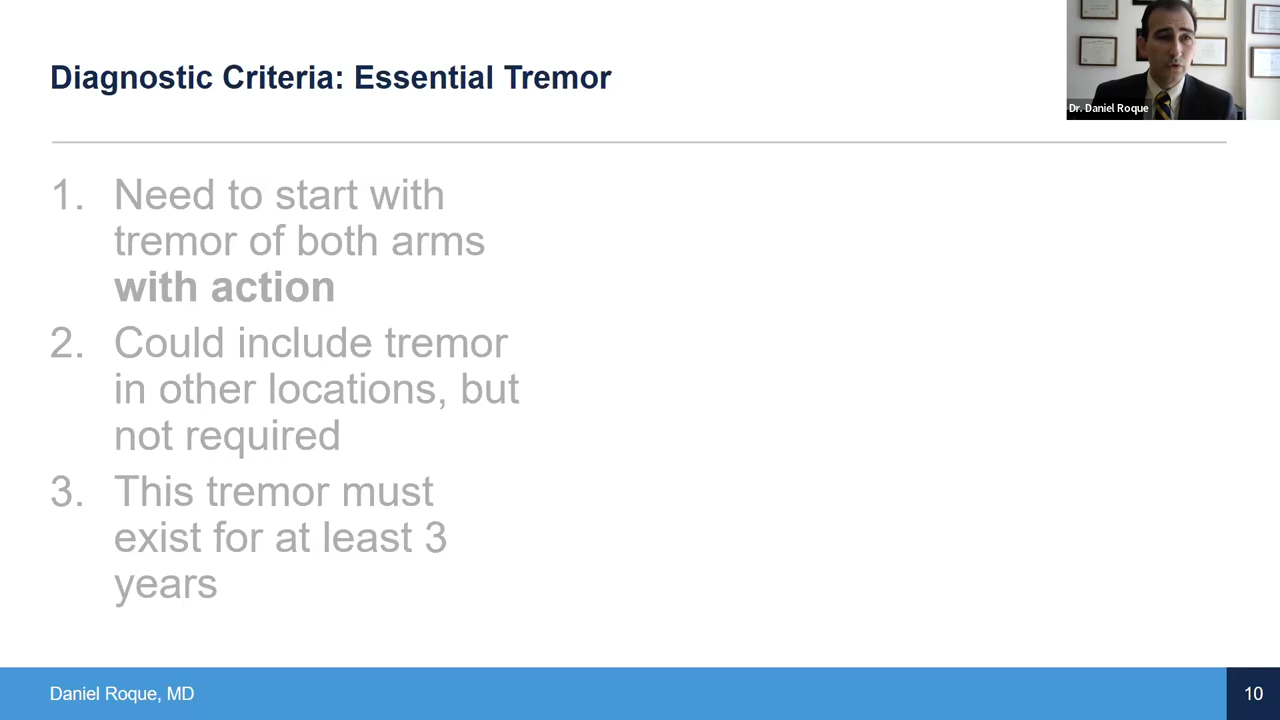 Diagnostic Criteria: Essential Tremor
Dr. Daniel Roque
1. Need to start with
tremor of both arms
with action
2. Could include tremor
in other locations, but
not required
3. This tremor must
exist for at least 3
years
Daniel Roque, MD
10